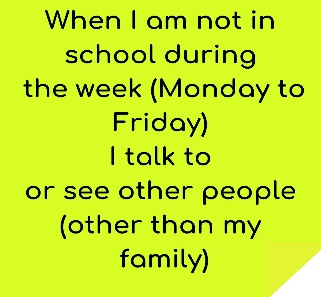 When I am not in
school during
the week (Monday to
Friday)
I talk to
or see other people
(other than my
family)